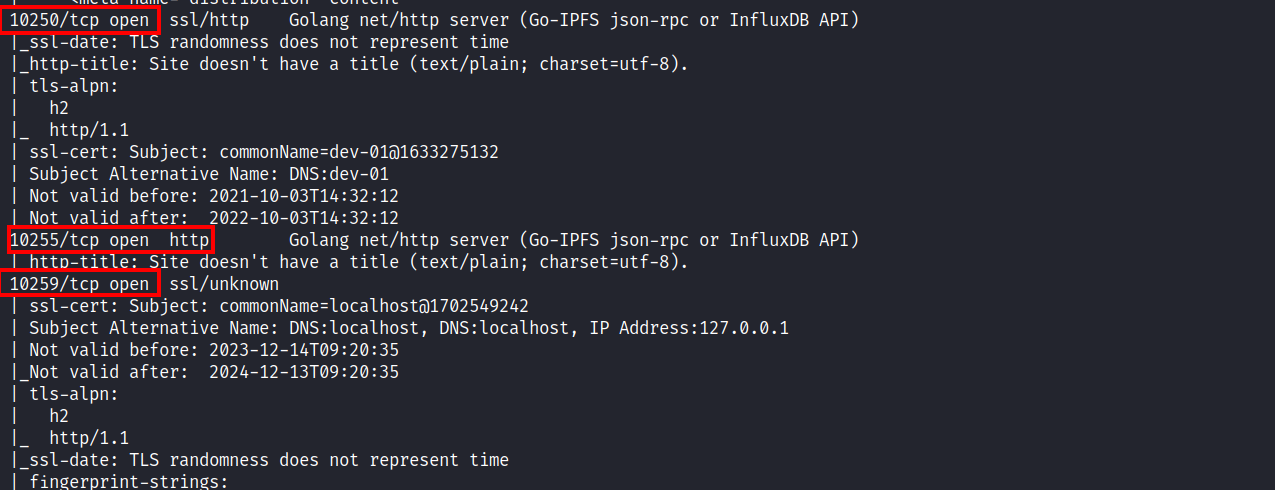 10250/tcp open  ssl/http    Golang net/http server (Go-IPFS json-rpc or InfluxDB API)
|_ssl-date: TLS randomness does not represent time
|_http-title: Site doesn't have a title (text/plain; charset=utf-8).
| tls-alpn:
|   h2
|_  http/1.1
| ssl-cert: Subject: commonName=dev-01@1633275132
| Subject Alternative Name: DNS:dev-01
| Not valid before: 2021-10-03T14:32:12
| Not valid after:  2022-10-03T14:32:12
10255/tcp open  http        Golang net/http server (Go-IPFS json-rpc or InfluxDB API)
| http-title: Site doesn't have a title (text/plain; charset=utf-8).
10259/tcp open  ssl/unknown
| ssl-cert: Subject: commonName=localhost@1702549242
| Subject Alternative Name: DNS:localhost, DNS:localhost, IP Address:127.0.0.1
| Not valid before: 2023-12-14T09:20:35
|_Not valid after:  2024-12-13T09:20:35
| tls-alpn:
|   h2
|_  http/1.1
|_ssl-date: TLS randomness does not represent time
| fingerprint-strings: